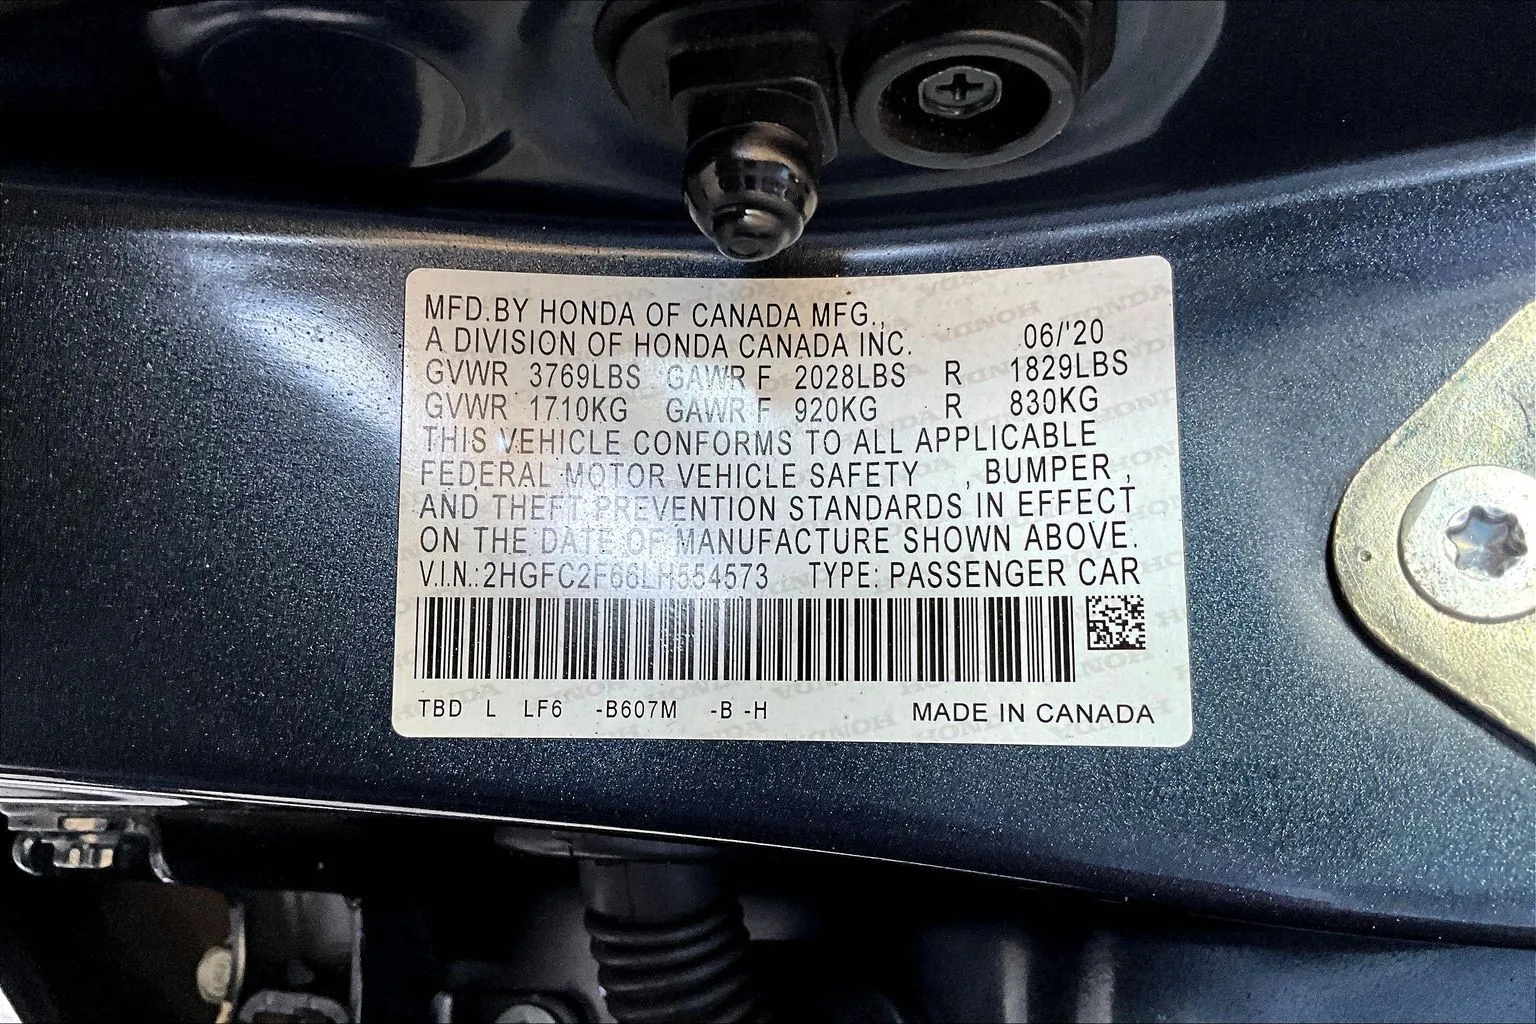 MFD.BY HONDA OF CANADA MFG.,
A DIVISION OF HONDA CANADA INC. 06/'20
GVWR 3769LBS GAWR F 2028LBS R 1829LBS
GVWR 1710KG GAWR F 920KG R 830KG
THIS VEHICLE CONFORMS TO ALL APPLICABLE
FEDERAL MOTOR VEHICLE SAFETY , BUMPER ,
AND THEFT PREVENTION STANDARDS IN EFFECT
ON THE DATE OF MANUFACTURE SHOWN ABOVE.
V.I.N.:2HGFC2F66LH554573 TYPE: PASSENGER CAR
TBD L LF6 -B607M -B -H MADE IN CANADA